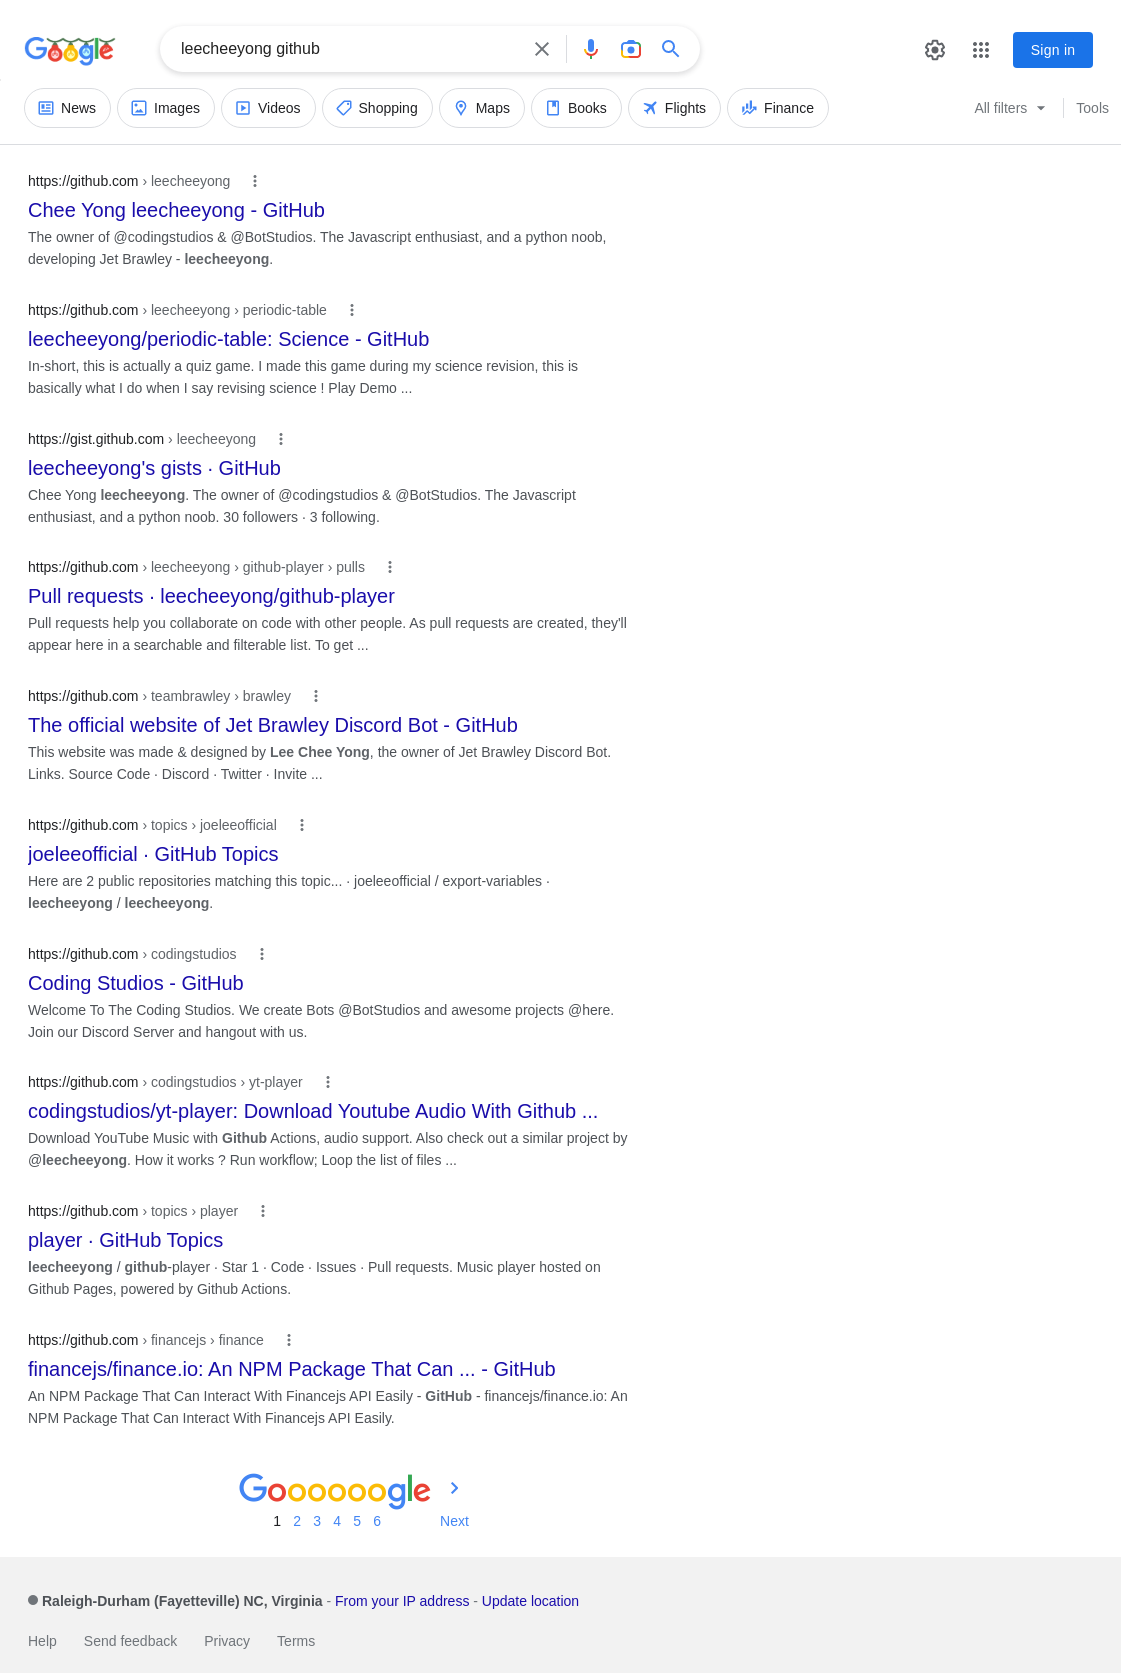 Google
leecheeyong github
Sign in
News Images Videos Shopping Maps Books Flights Finance All filters Tools
https://github.com › leecheeyong
Chee Yong leecheeyong - GitHub
The owner of @codingstudios & @BotStudios. The Javascript enthusiast, and a python noob,
developing Jet Brawley - leecheeyong.
https://github.com › leecheeyong › periodic-table
leecheeyong/periodic-table: Science - GitHub
In-short, this is actually a quiz game. I made this game during my science revision, this is
basically what I do when I say revising science ! Play Demo ...
https://gist.github.com › leecheeyong
leecheeyong's gists · GitHub
Chee Yong leecheeyong. The owner of @codingstudios & @BotStudios. The Javascript
enthusiast, and a python noob. 30 followers · 3 following.
https://github.com › leecheeyong › github-player › pulls
Pull requests · leecheeyong/github-player
Pull requests help you collaborate on code with other people. As pull requests are created, they'll
appear here in a searchable and filterable list. To get ...
https://github.com › teambrawley › brawley
The official website of Jet Brawley Discord Bot - GitHub
This website was made & designed by Lee Chee Yong, the owner of Jet Brawley Discord Bot.
Links. Source Code · Discord · Twitter · Invite ...
https://github.com › topics › joeleeofficial
joeleeofficial · GitHub Topics
Here are 2 public repositories matching this topic... · joeleeofficial / export-variables ·
leecheeyong / leecheeyong.
https://github.com › codingstudios
Coding Studios - GitHub
Welcome To The Coding Studios. We create Bots @BotStudios and awesome projects @here.
Join our Discord Server and hangout with us.
https://github.com › codingstudios › yt-player
codingstudios/yt-player: Download Youtube Audio With Github ...
Download YouTube Music with Github Actions, audio support. Also check out a similar project by
@leecheeyong. How it works ? Run workflow; Loop the list of files ...
https://github.com › topics › player
player · GitHub Topics
leecheeyong / github-player · Star 1 · Code · Issues · Pull requests. Music player hosted on
Github Pages, powered by Github Actions.
https://github.com › financejs › finance
financejs/finance.io: An NPM Package That Can ... - GitHub
An NPM Package That Can Interact With Financejs API Easily - GitHub - financejs/finance.io: An
NPM Package That Can Interact With Financejs API Easily.
Goooooogle
1 2 3 4 5 6 Next
Raleigh-Durham (Fayetteville) NC, Virginia - From your IP address - Update location
Help Send feedback Privacy Terms